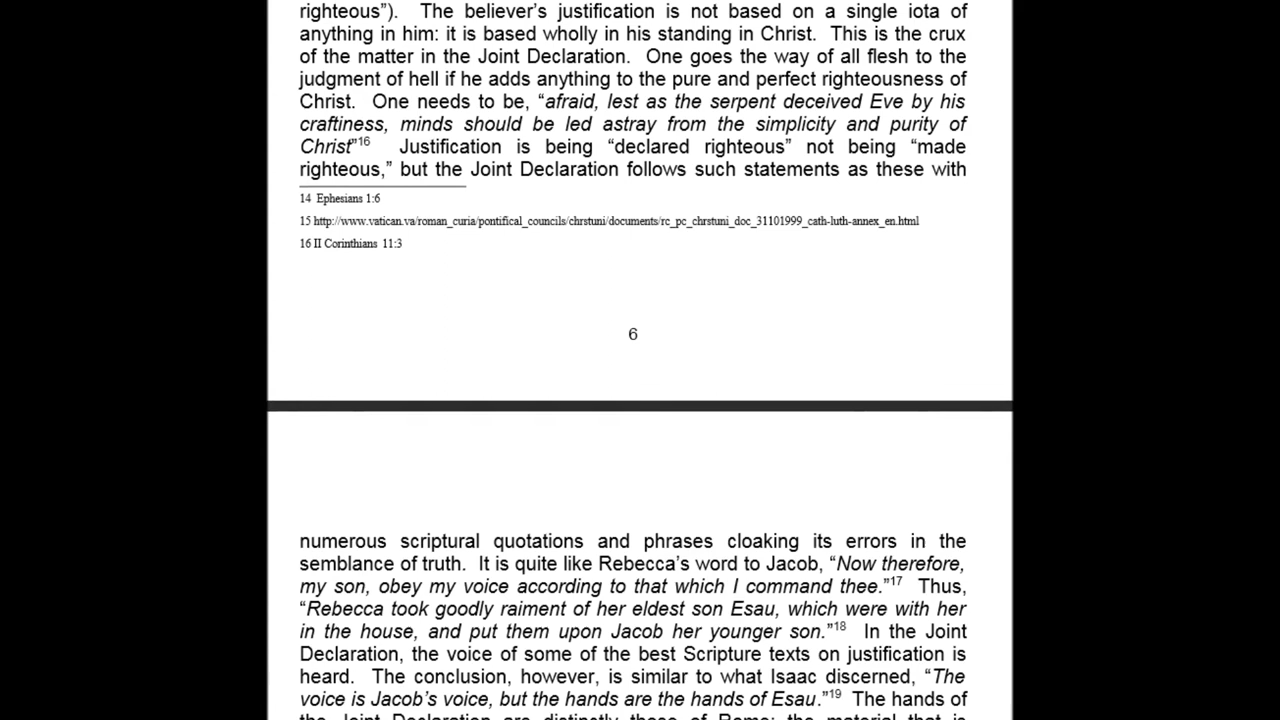 righteous”). The believer’s justification is not based on a single iota of
anything in him: it is based wholly in his standing in Christ. This is the crux
of the matter in the Joint Declaration. One goes the way of all flesh to the
judgment of hell if he adds anything to the pure and perfect righteousness of
Christ. One needs to be, “afraid, lest as the serpent deceived Eve by his
craftiness, minds should be led astray from the simplicity and purity of
Christ”16 Justification is being “declared righteous” not being “made
righteous,” but the Joint Declaration follows such statements as these with
14 Ephesians 1:6
15 http://www.vatican.va/roman_curia/pontifical_councils/chrstuni/documents/rc_pc_chrstuni_doc_31101999_cath-luth-annex_en.html
16 II Corinthians 11:3
6
numerous scriptural quotations and phrases cloaking its errors in the
semblance of truth. It is quite like Rebecca’s word to Jacob, “Now therefore,
my son, obey my voice according to that which I command thee.”17 Thus,
“Rebecca took goodly raiment of her eldest son Esau, which were with her
in the house, and put them upon Jacob her younger son.”18 In the Joint
Declaration, the voice of some of the best Scripture texts on justification is
heard. The conclusion, however, is similar to what Isaac discerned, “The
voice is Jacob’s voice, but the hands are the hands of Esau.”19 The hands of
the Joint Declaration are distinctly those of Rome; the material that is